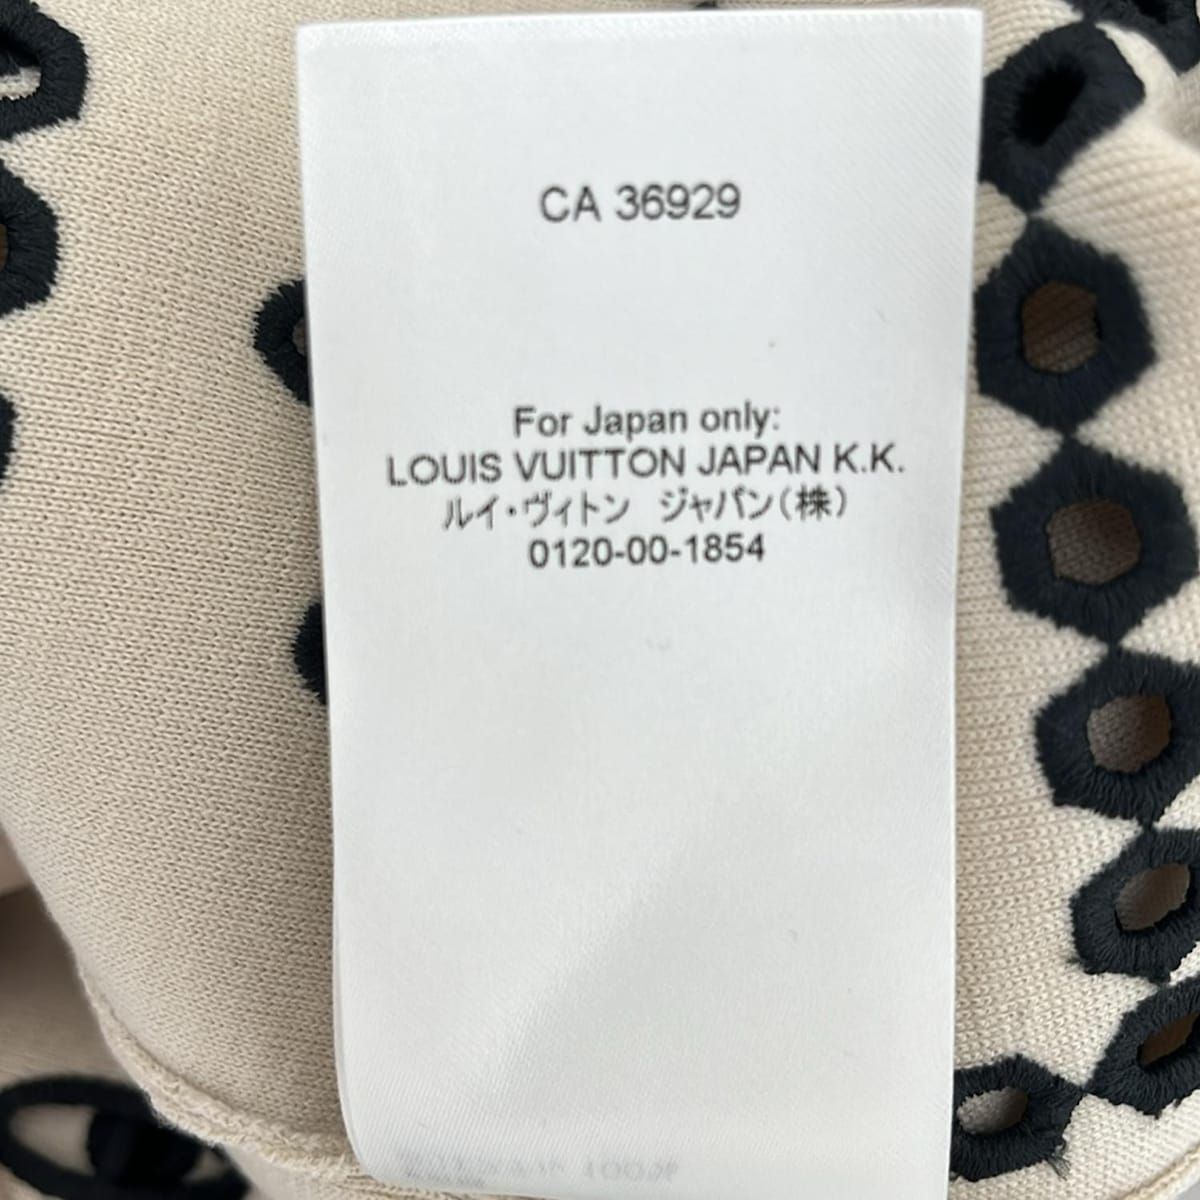 CA 36929
For Japan only:
LOUIS VUITTON JAPAN K.K.
ルイ・ヴィトン ジャパン(株)
0120-00-1854